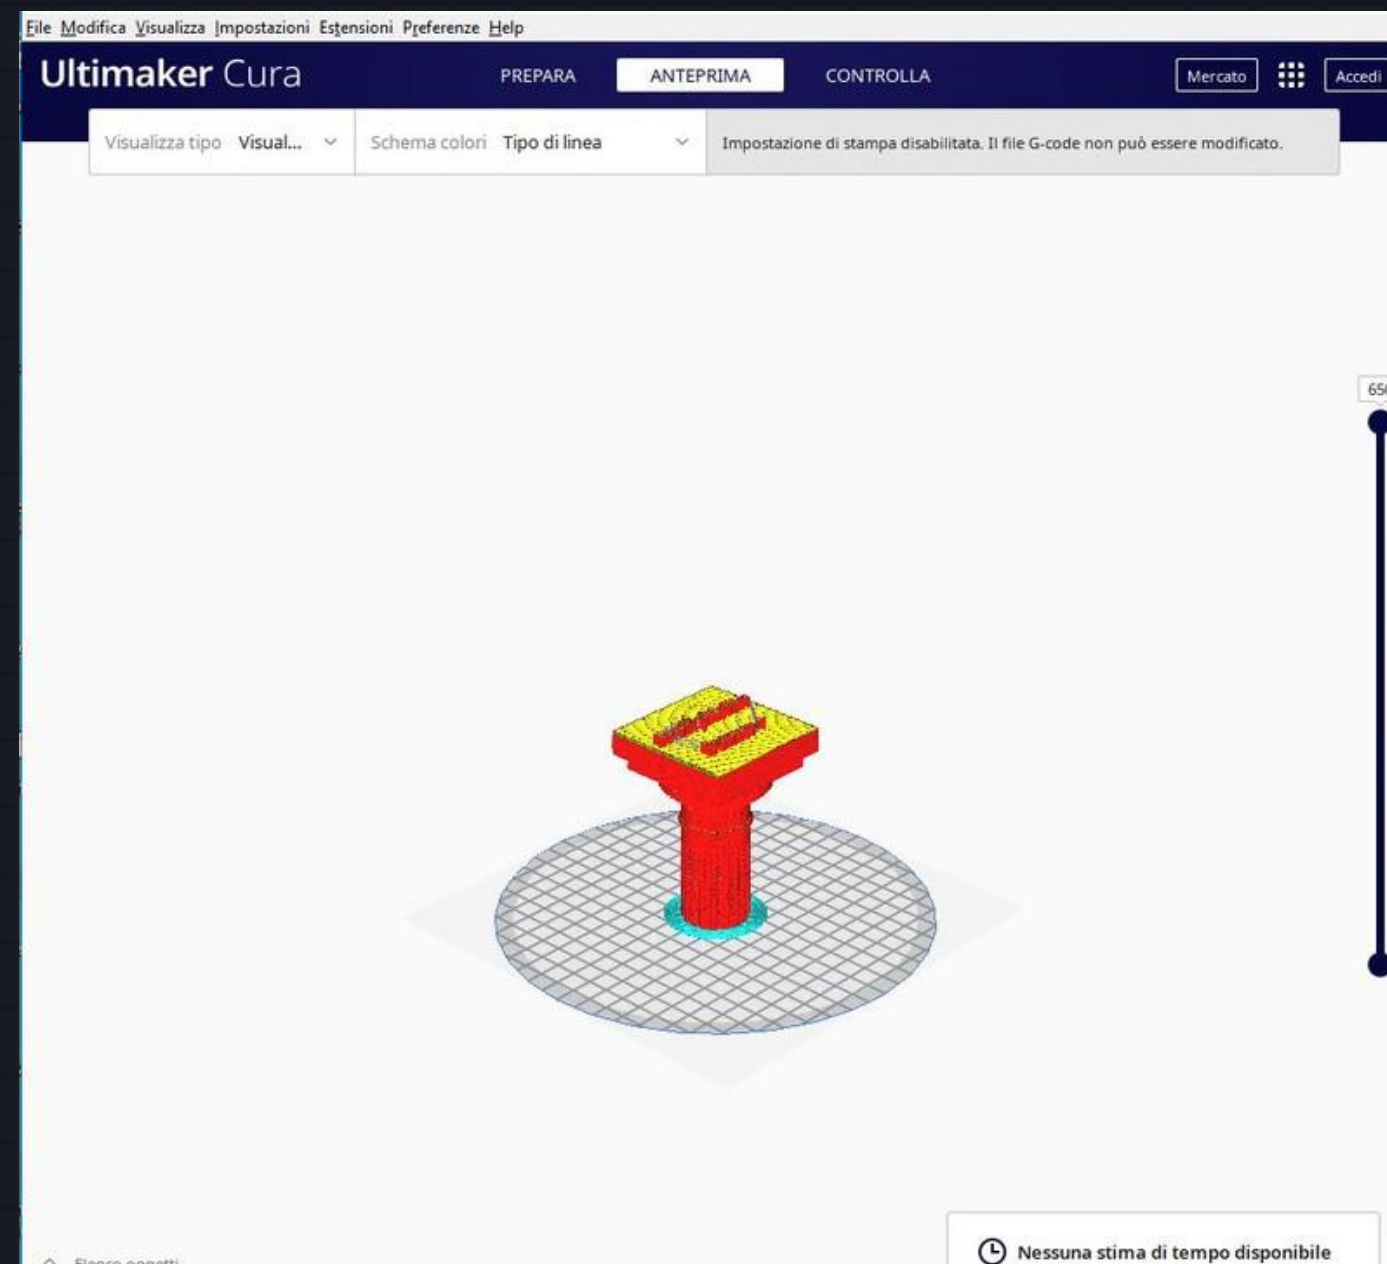 File Modifica Visualizza Impostazioni Estensioni Preferenze Help
Ultimaker Cura PREPARA ANTEPRIMA CONTROLLA Mercato Accedi
Visualizza tipo Visual... Schema colori Tipo di linea Impostazione di stampa disabilitata. Il file G-code non può essere modificato.
Nessuna stima di tempo disponibile